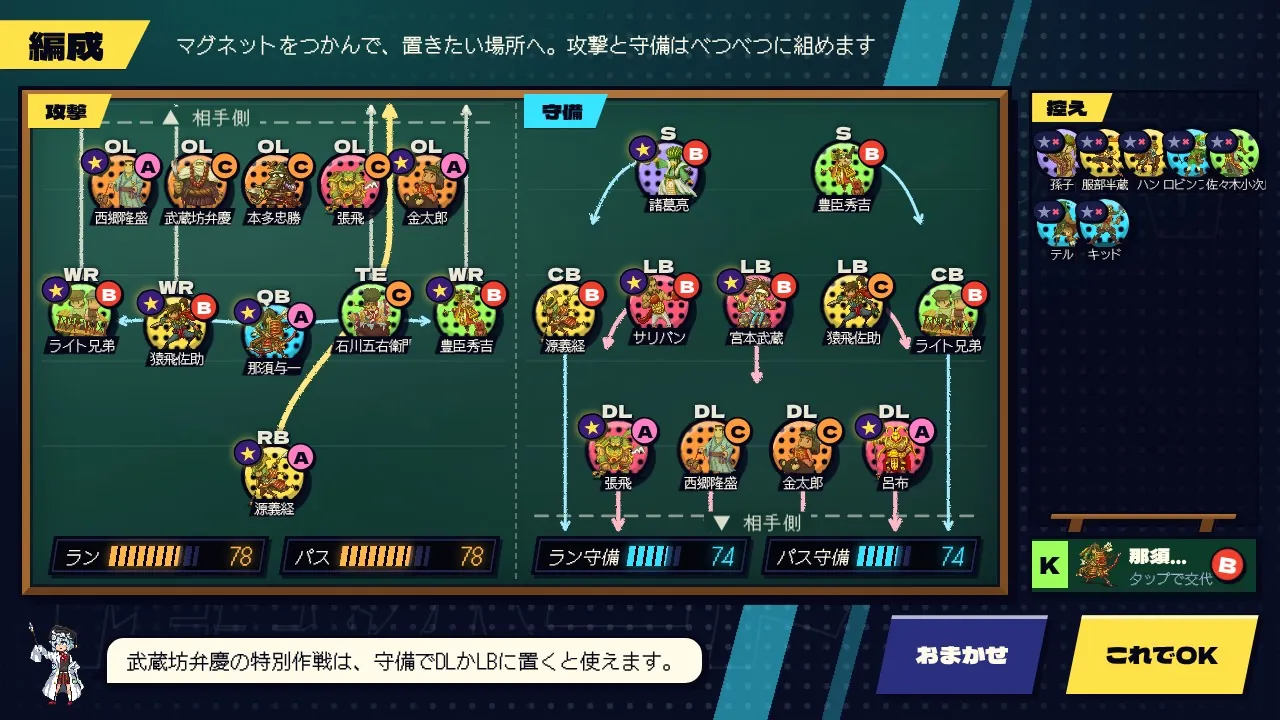 編成
マグネットをつかんで、置きたい場所へ。攻撃と守備はべつべつに組めます
攻撃
▲ 相手側
OL OL OL OL OL
A C C C A
西郷隆盛 武蔵坊弁慶 本多忠勝 張飛 金太郎
WR WR QB TE WR
B B A C B
ライト兄弟 猿飛佐助 那須与一 石川五右衛門 豊臣秀吉
RB
A
源義経
ラン 78
パス 78
守備
S S
B B
諸葛亮 豊臣秀吉
CB LB LB LB CB
B B B C B
源義経 サリバン 宮本武蔵 猿飛佐助 ライト兄弟
DL DL DL DL
A C C A
張飛 西郷隆盛 金太郎 呂布
▼ 相手側
ラン守備 74
パス守備 74
控え
孫子 服部半蔵 ハン ロビンフ 佐々木小次
テル キッド
K 那須... B
タップで交代
武蔵坊弁慶の特別作戦は、守備でDLかLBに置くと使えます。
おまかせ
これでOK